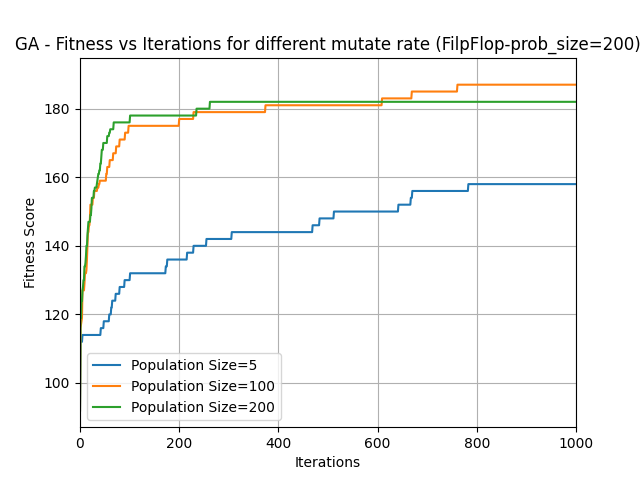 GA - Fitness vs Iterations for different mutate rate (FilpFlop-prob_size=200)
Fitness Score
180
160
140
120
100
Population Size=5
Population Size=100
Population Size=200
0 200 400 600 800 1000
Iterations